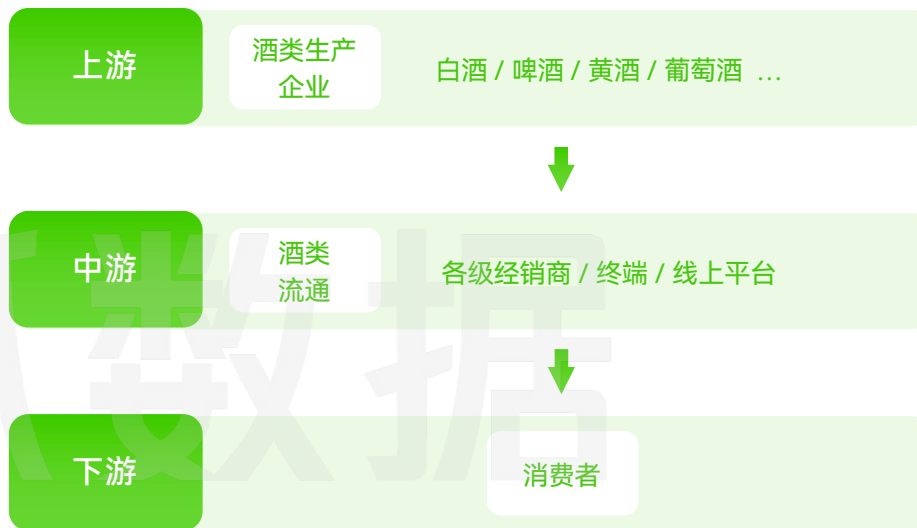 上游
酒类生产
企业
白酒 / 啤酒 / 黄酒 / 葡萄酒 …
中游
酒类
流通
各级经销商 / 终端 / 线上平台
数据
下游
消费者